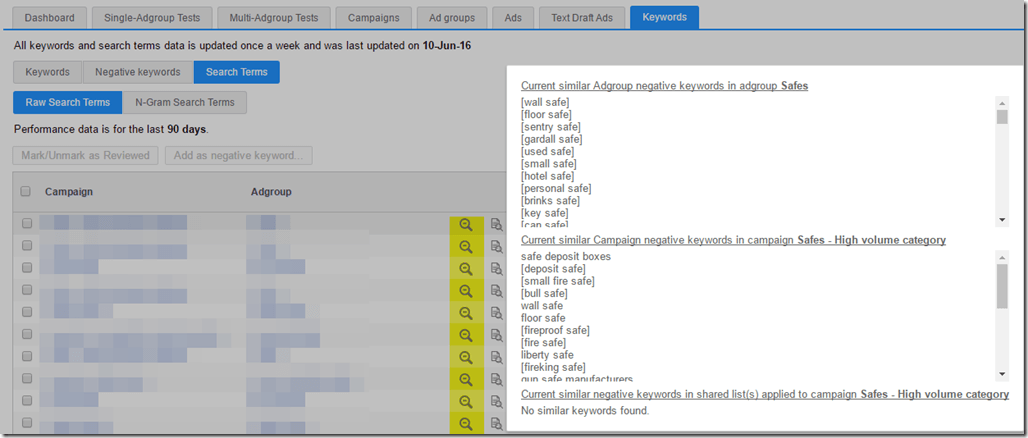 Dashboard
Single-Adgroup Tests
Multi-Adgroup Tests
Campaigns
Ad groups
Ads
Text Draft Ads
Keywords
All keywords and search terms data is updated once a week and was last updated on 10-Jun-16
Keywords
Negative keywords
Search Terms
Raw Search Terms
N-Gram Search Terms
Performance data is for the last 90 days.
Mark/Unmark as Reviewed
Add as negative keyword...
Campaign
Adgroup
Current similar Adgroup negative keywords in adgroup Safes
[wall safe]
[floor safe]
[sentry safe]
[gardall safe]
[used safe]
[small safe]
[hotel safe]
[personal safe]
[brinks safe]
[key safe]
[can safe]
Current similar Campaign negative keywords in campaign Safes - High volume category
safe deposit boxes
[deposit safe]
[small fire safe]
[bull safe]
wall safe
floor safe
[fireproof safe]
[fire safe]
liberty safe
[fireking safe]
gun safe manufacturers
Current similar negative keywords in shared list(s) applied to campaign Safes - High volume category
No similar keywords found.